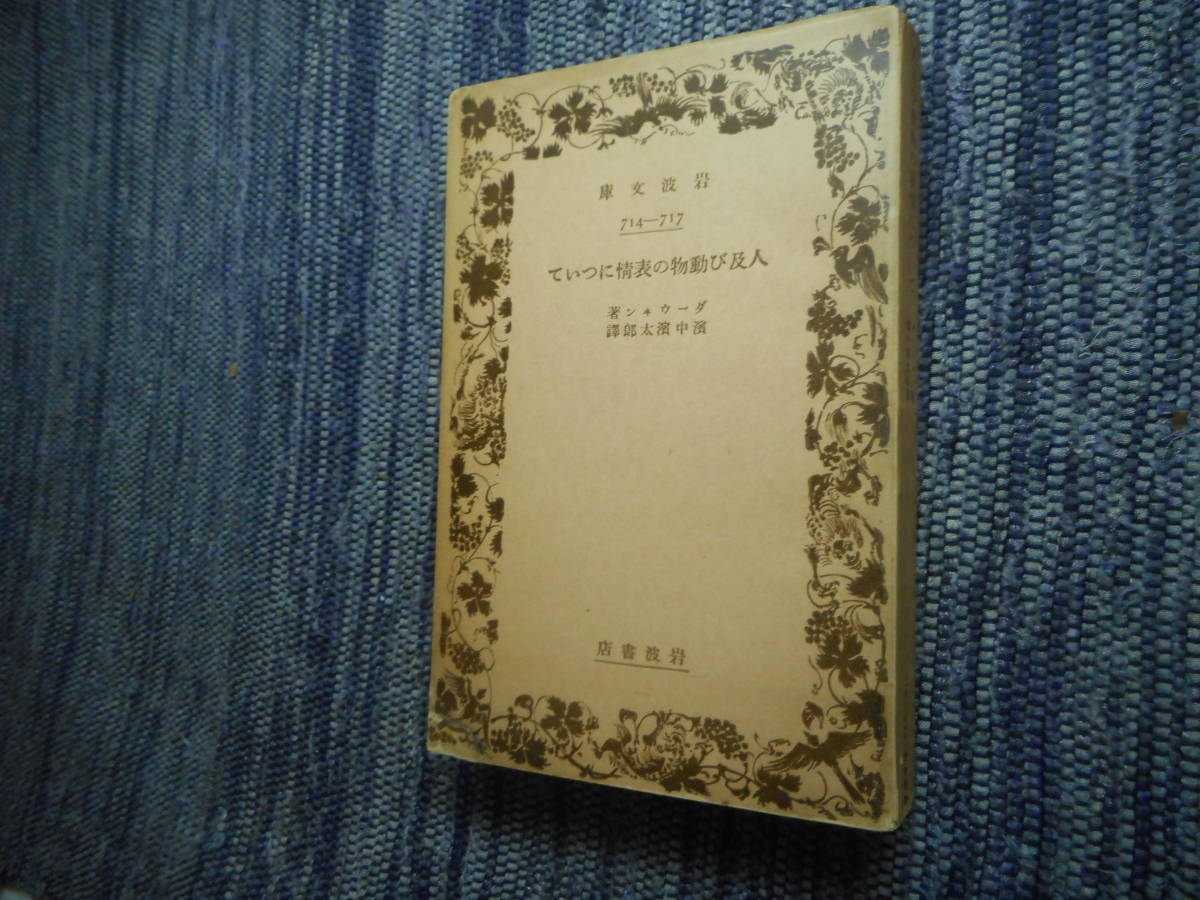 岩波文庫
714—717
人及び動物の表情について
ダーウヰン著
濱中濱太郎譯
岩波書店